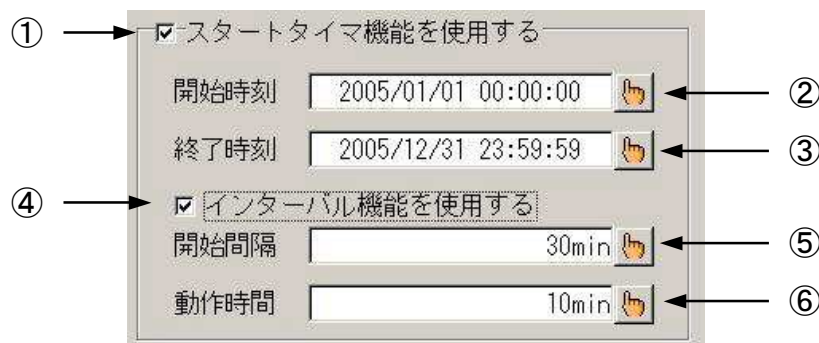 ① スタートタイマ機能を使用する
開始時刻 2005/01/01 00:00:00 ②
終了時刻 2005/12/31 23:59:59 ③
④ インターバル機能を使用する
開始間隔 30min ⑤
動作時間 10min ⑥